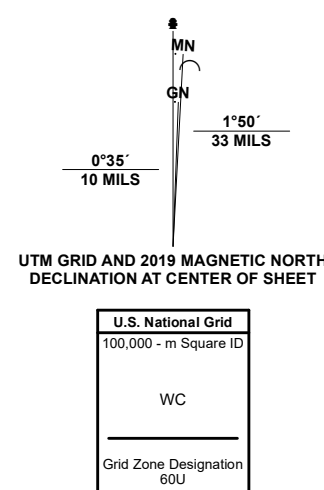 MN
GN
1°50´
33 MILS
0°35´
10 MILS
UTM GRID AND 2019 MAGNETIC NORTH
DECLINATION AT CENTER OF SHEET
U.S. National Grid
100,000 - m Square ID
WC
Grid Zone Designation
60U